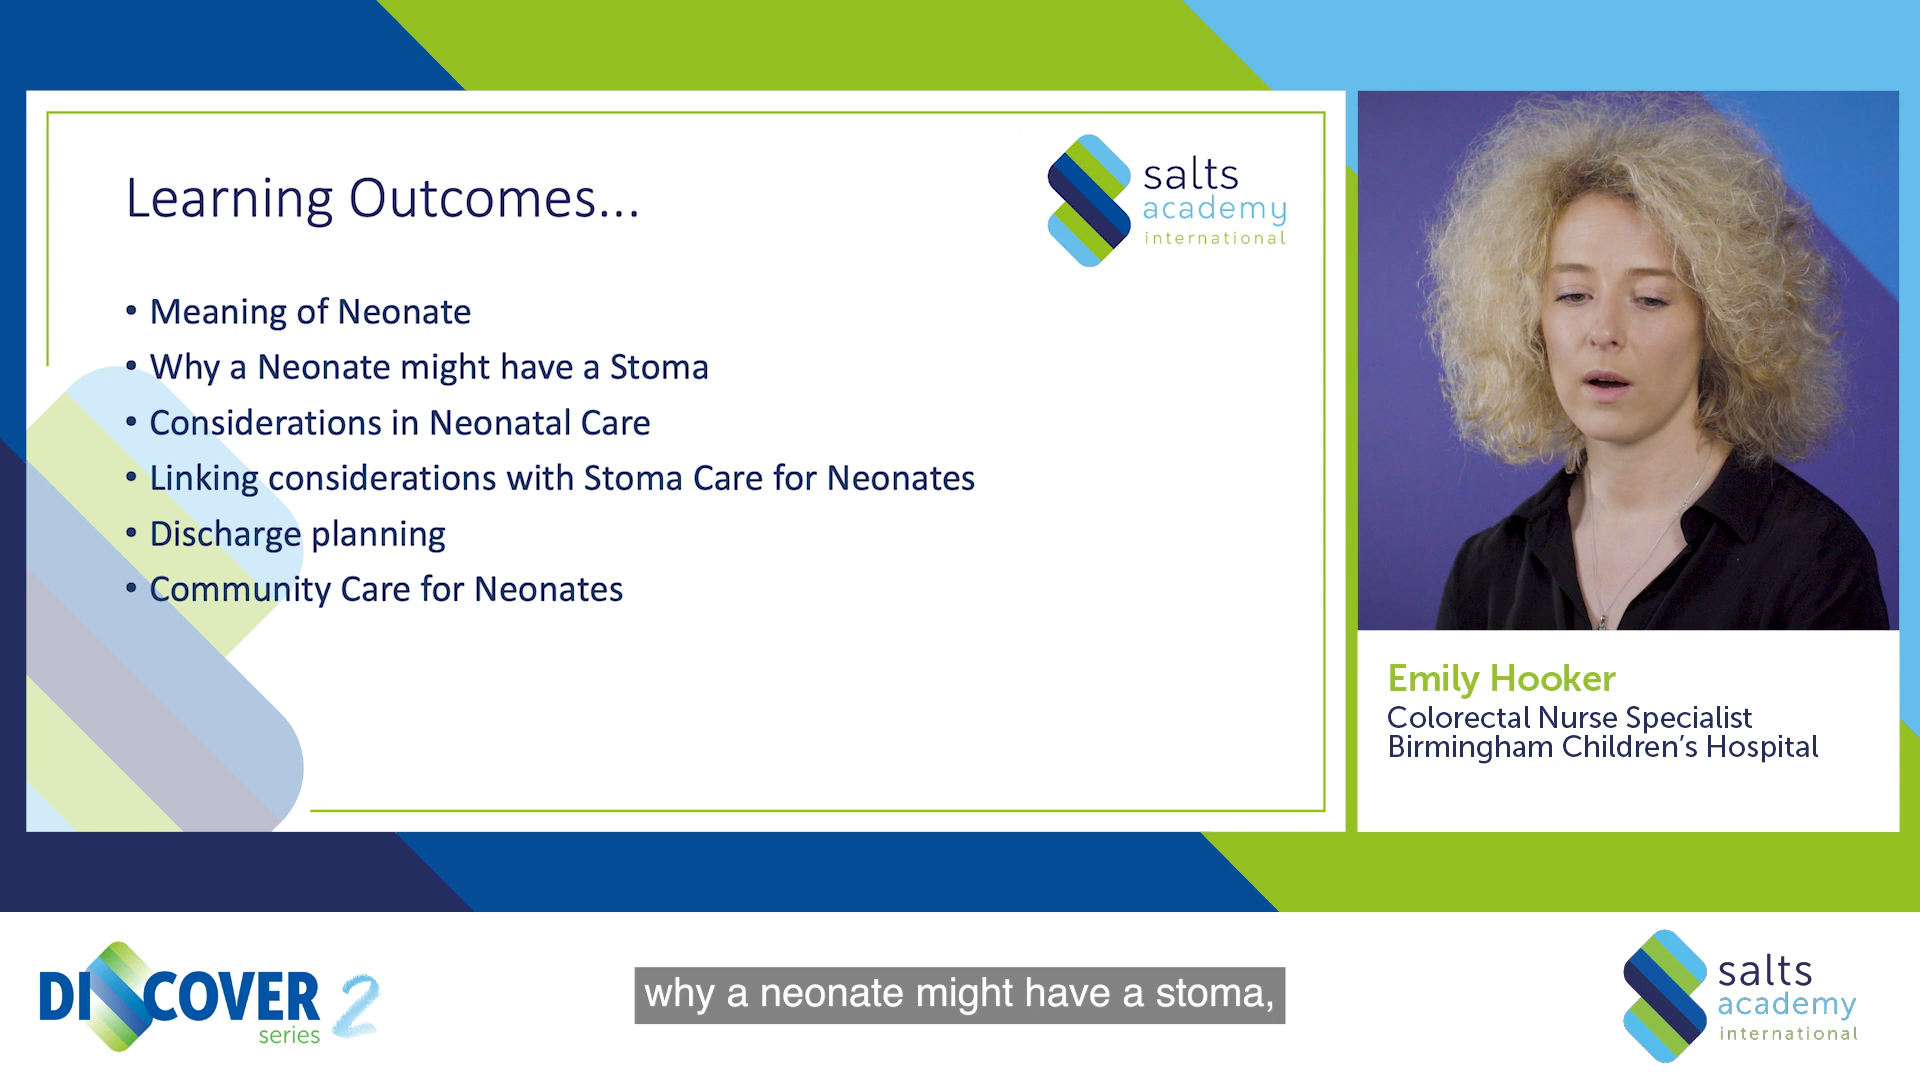 Learning Outcomes...
salts
academy
international
• Meaning of Neonate
• Why a Neonate might have a Stoma
• Considerations in Neonatal Care
• Linking considerations with Stoma Care for Neonates
• Discharge planning
• Community Care for Neonates
Emily Hooker
Colorectal Nurse Specialist
Birmingham Children's Hospital
DISCOVER 2
series
why a neonate might have a stoma,
salts
academy
international